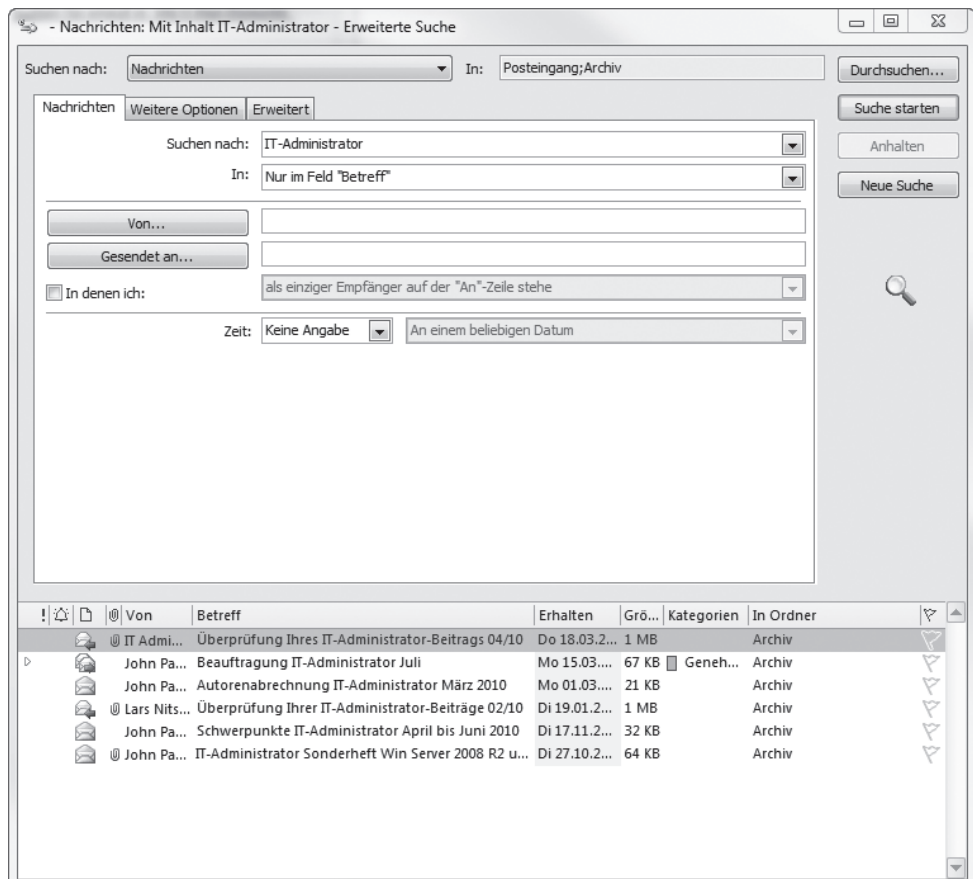 - Nachrichten: Mit Inhalt IT-Administrator - Erweiterte Suche
Suchen nach: Nachrichten In: Posteingang;Archiv Durchsuchen...
Nachrichten Weitere Optionen Erweitert Suche starten
Suchen nach: IT-Administrator Anhalten
In: Nur im Feld "Betreff" Neue Suche
Von...
Gesendet an...
In denen ich: als einziger Empfänger auf der "An"-Zeile stehe
Zeit: Keine Angabe An einem beliebigen Datum
! Von Betreff Erhalten Grö... Kategorien In Ordner
IT Admi... Überprüfung Ihres IT-Administrator-Beitrags 04/10 Do 18.03.2... 1 MB Archiv
John Pa... Beauftragung IT-Administrator Juli Mo 15.03.... 67 KB Geneh... Archiv
John Pa... Autorenabrechnung IT-Administrator März 2010 Mo 01.03.... 21 KB Archiv
Lars Nits... Überprüfung Ihrer IT-Administrator-Beiträge 02/10 Di 19.01.2... 1 MB Archiv
John Pa... Schwerpunkte IT-Administrator April bis Juni 2010 Di 17.11.2... 32 KB Archiv
John Pa... IT-Administrator Sonderheft Win Server 2008 R2 u... Di 27.10.2... 64 KB Archiv